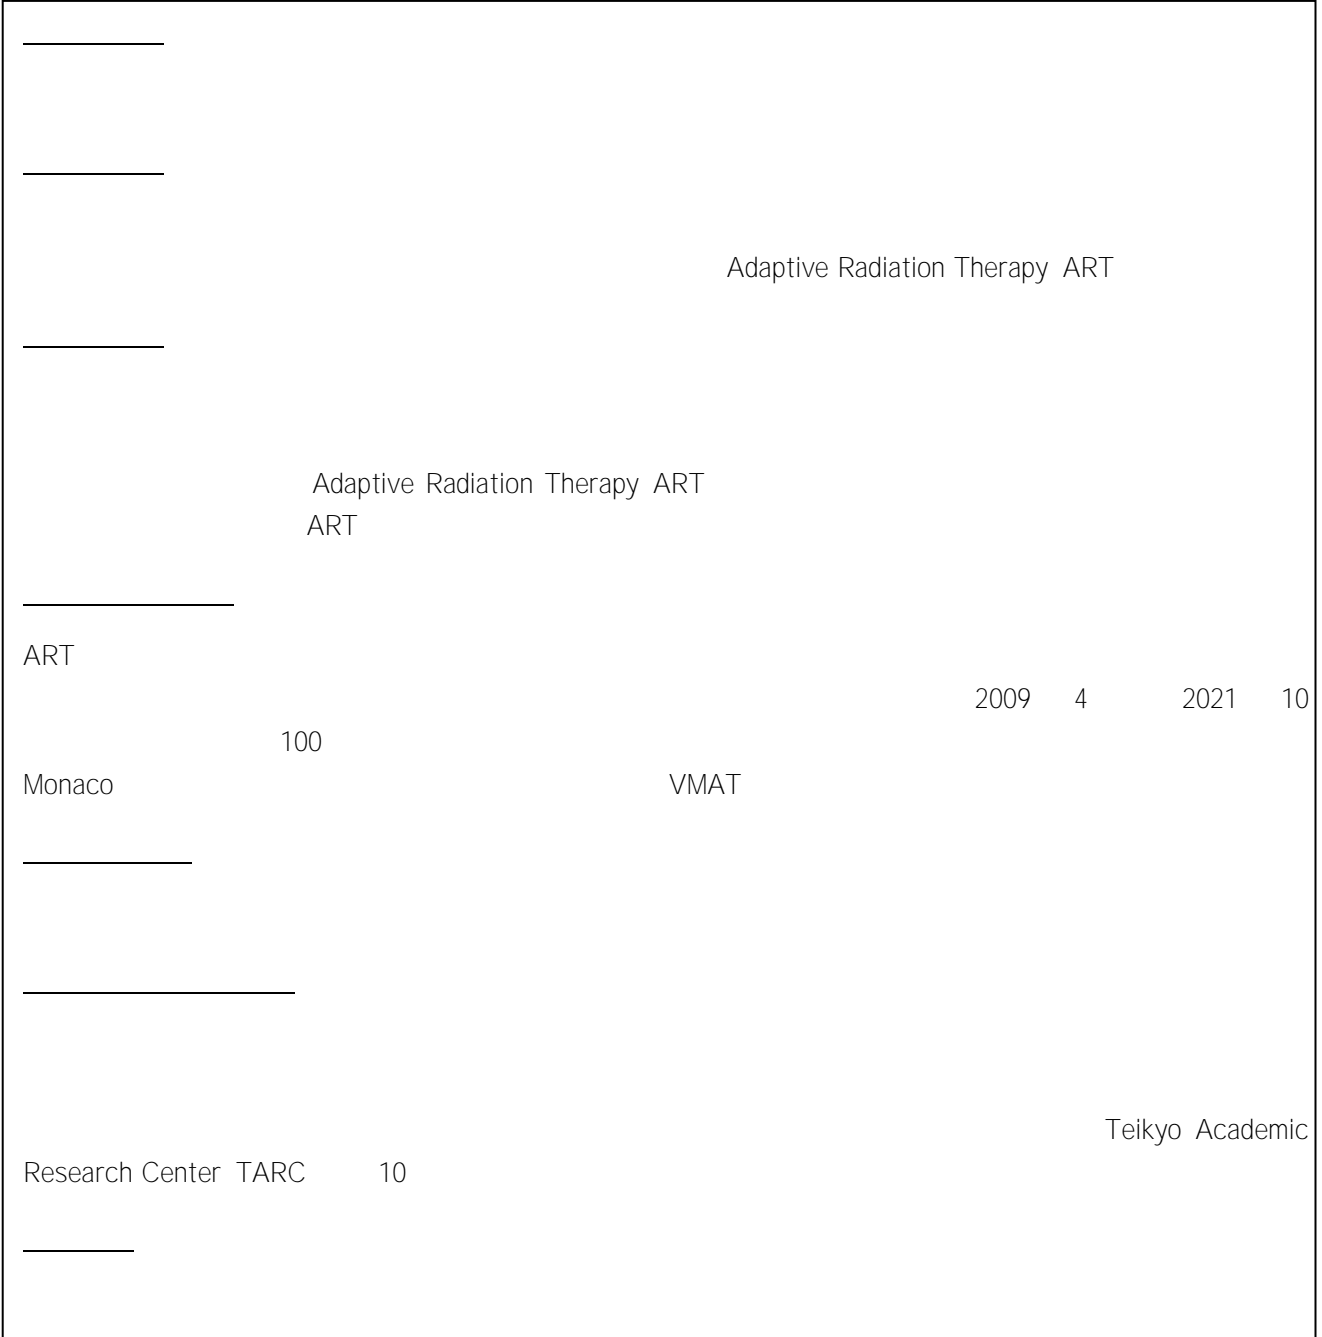 Adaptive Radiation Therapy ART
Adaptive Radiation Therapy ART
ART
ART
2009 4 2021 10
100
Monaco VMAT
Teikyo Academic
Research Center TARC 10